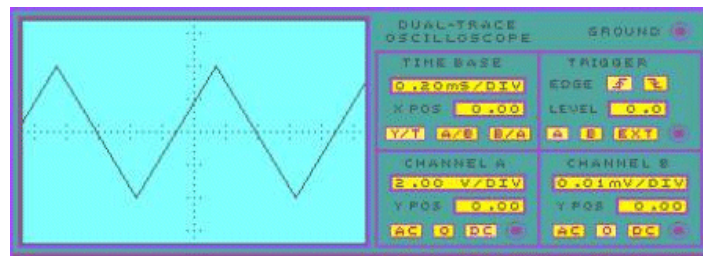 DUAL-TRACE
OSCILLOSCOPE
GROUND
TIME BASE
0.20mS/DIV
X POS 0.00
Y/T A/B B/A
TRIGGER
EDGE
LEVEL 0.0
A B EXT
CHANNEL A
2.00 V/DIV
Y POS 0.00
AC 0 DC
CHANNEL B
0.01mV/DIV
Y POS 0.00
AC 0 DC